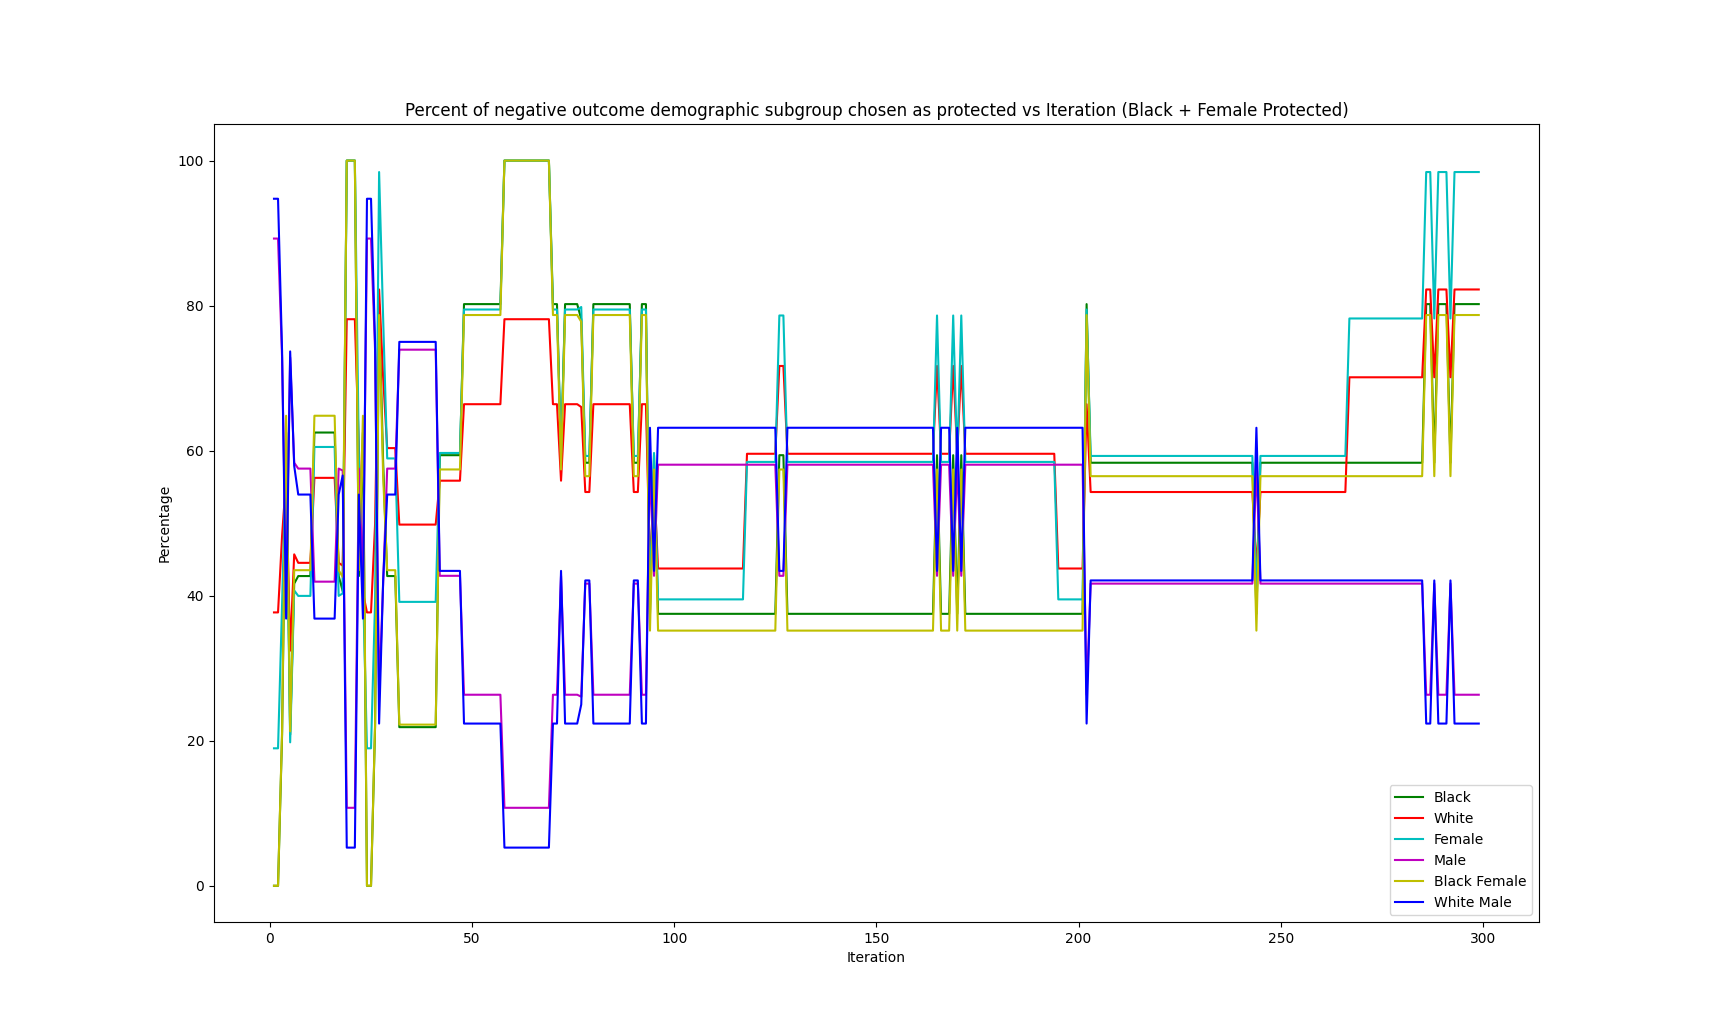 Percent of negative outcome demographic subgroup chosen as protected vs Iteration (Black + Female Protected)
100
80
60
40
20
0
Percentage
0 50 100 150 200 250 300
Iteration
Black
White
Female
Male
Black Female
White Male